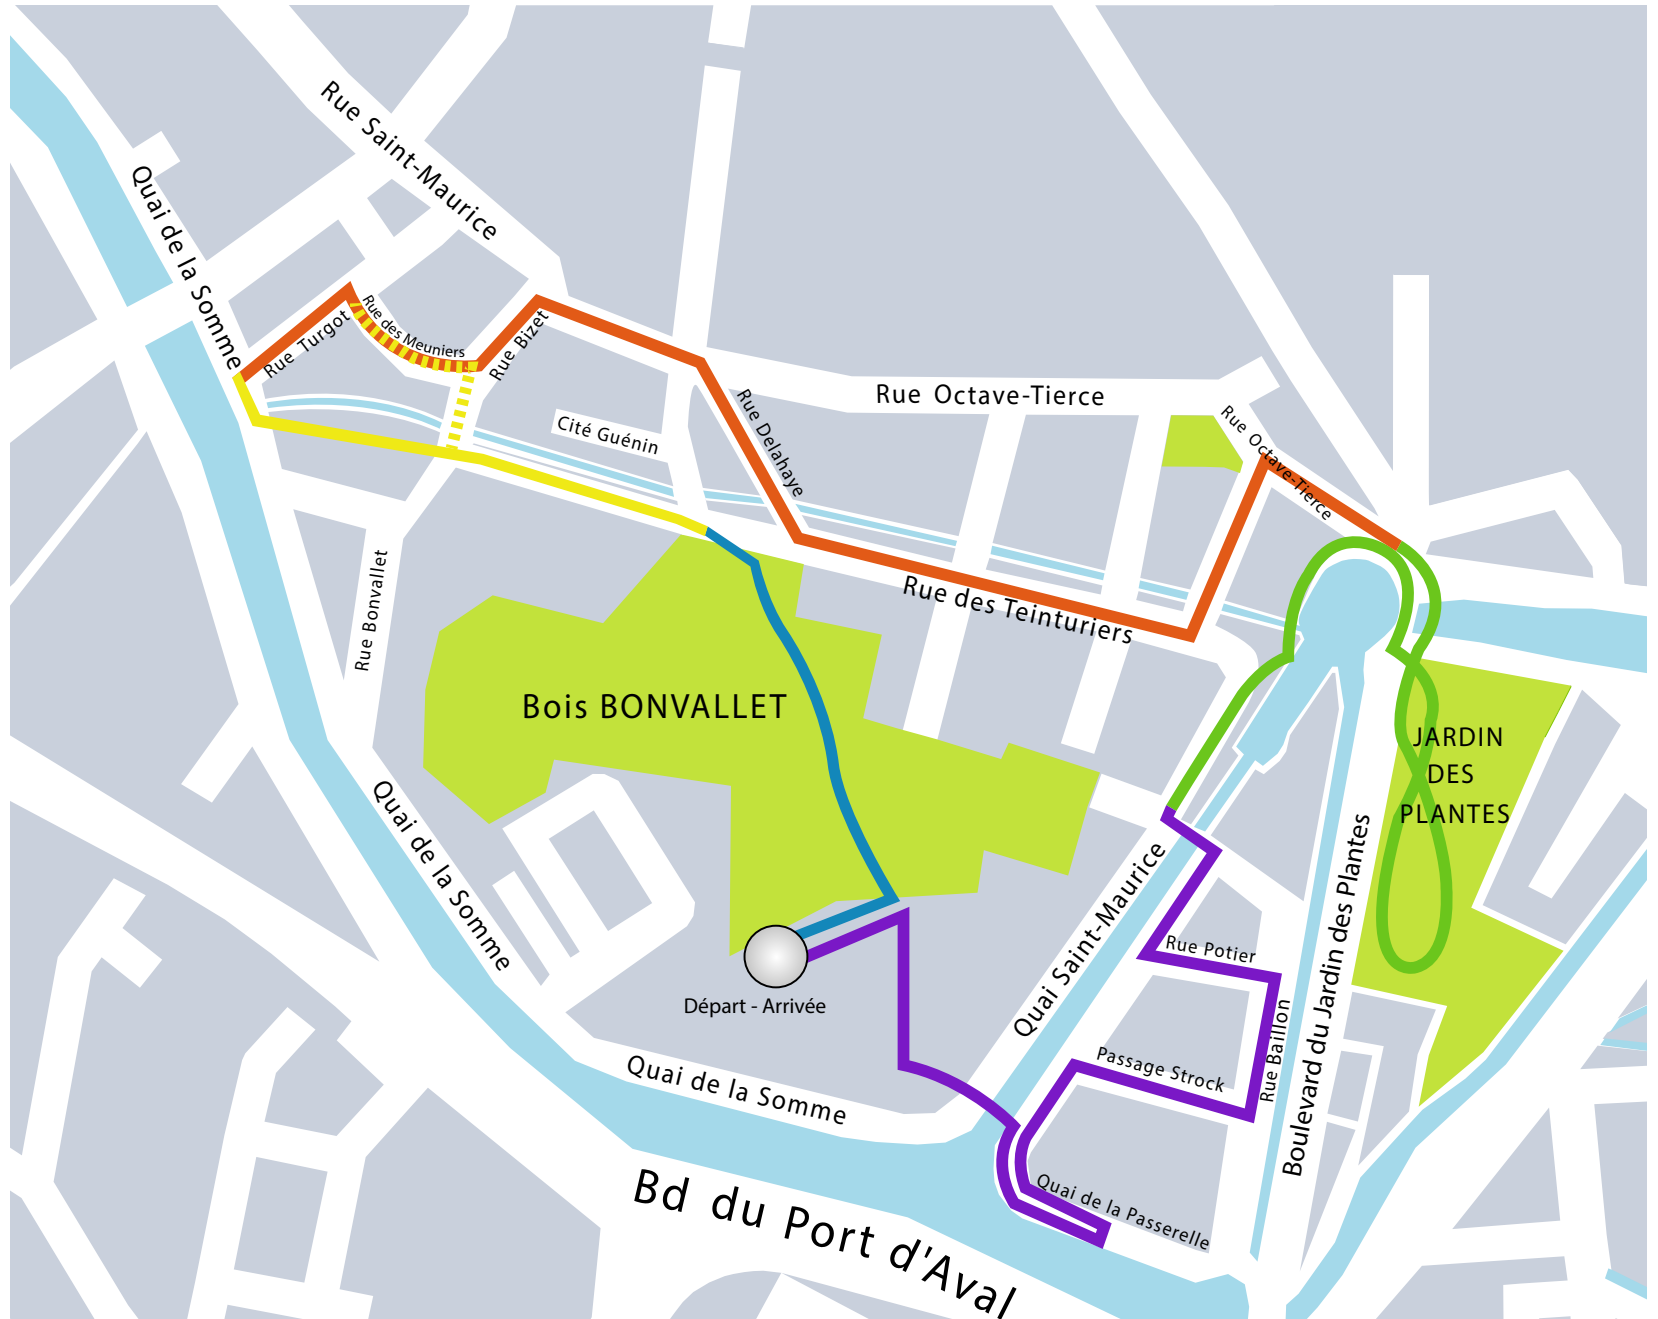 Rue Saint-Maurice
Quai de la Somme
Rue des Meuniers
Rue Turgot
Rue Bizet
Cité Guénin
Rue Delahaye
Rue Octave-Tierce
Rue Octave-Tierce
Rue Bonvallet
Rue des Teinturiers
Bois BONVALLET
JARDIN
DES
PLANTES
Quai de la Somme
Quai Saint-Maurice
Rue Potier
Départ - Arrivée
Rue Baillon
Boulevard du Jardin des Plantes
Passage Strock
Quai de la Somme
Quai de la Passerelle
Bd du Port d'Aval